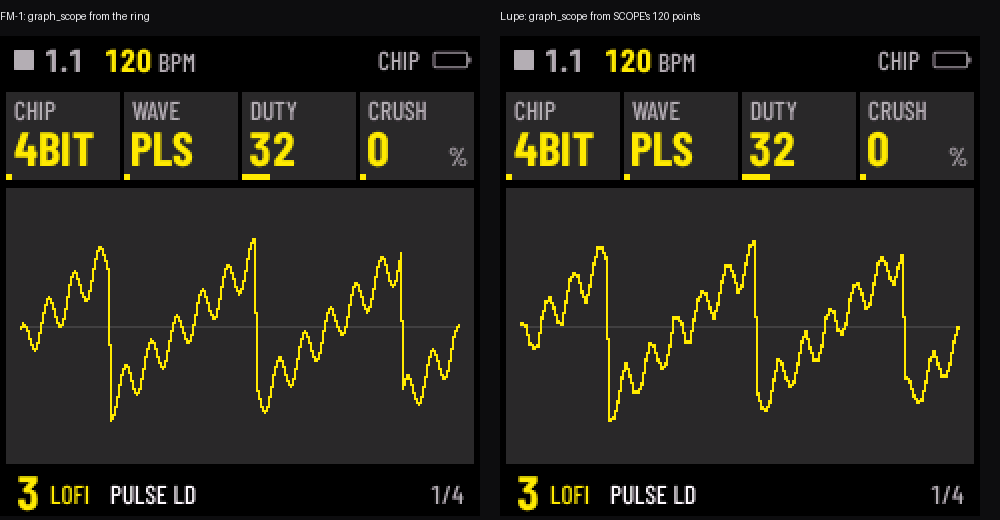 FM-1: graph_scope from the ring
Lupe: graph_scope from SCOPE's 120 points
1.1 120 BPM CHIP
1.1 120 BPM CHIP
CHIP WAVE DUTY CRUSH
4BIT PLS 32 0 %
CHIP WAVE DUTY CRUSH
4BIT PLS 32 0 %
3 LOFI PULSE LD 1/4
3 LOFI PULSE LD 1/4